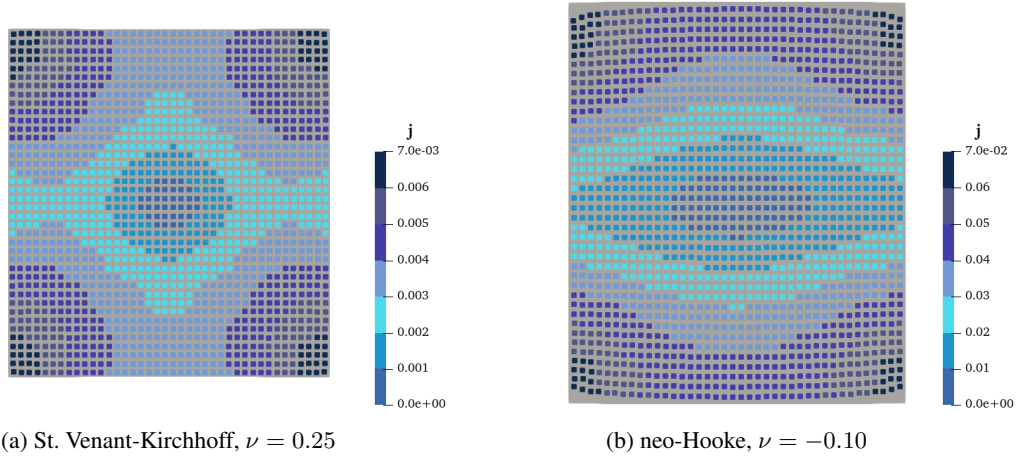 j
7.0e-03
0.006
0.005
0.004
0.003
0.002
0.001
0.0e+00
j
7.0e-02
0.06
0.05
0.04
0.03
0.02
0.01
0.0e+00
(a) St. Venant-Kirchhoff, ν = 0.25
(b) neo-Hooke, ν = −0.10